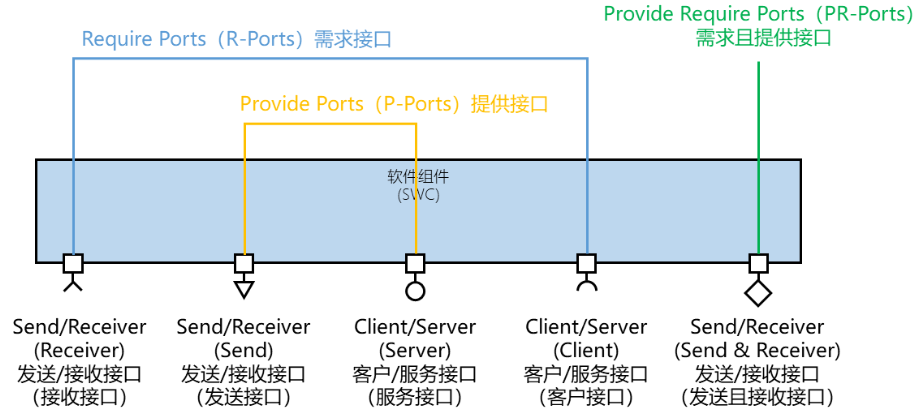 Provide Require Ports（PR-Ports）
需求且提供接口
Require Ports（R-Ports）需求接口
Provide Ports（P-Ports）提供接口
软件组件
(SWC)
Send/Receiver
(Receiver)
发送/接收接口
（接收接口）
Send/Receiver
(Send)
发送/接收接口
（发送接口）
Client/Server
(Server)
客户/服务接口
（服务接口）
Client/Server
(Client)
客户/服务接口
（客户接口）
Send/Receiver
(Send & Receiver)
发送/接收接口
（发送且接收接口）